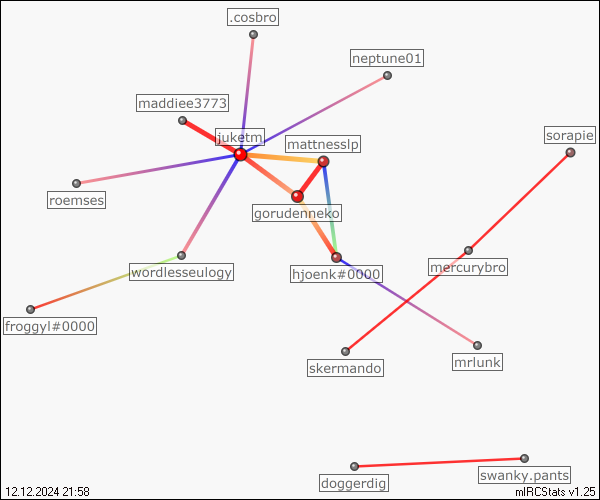 .cosbro
neptune01
maddiee3773
juketm
mattnesslp
sorapie
roemses
gorudenneko
wordlesseulogy
hjoenk#0000
mercurybro
froggyl#0000
skermando
mrlunk
doggerdig
swanky.pants
12.12.2024 21:58
mIRCStats v1.25